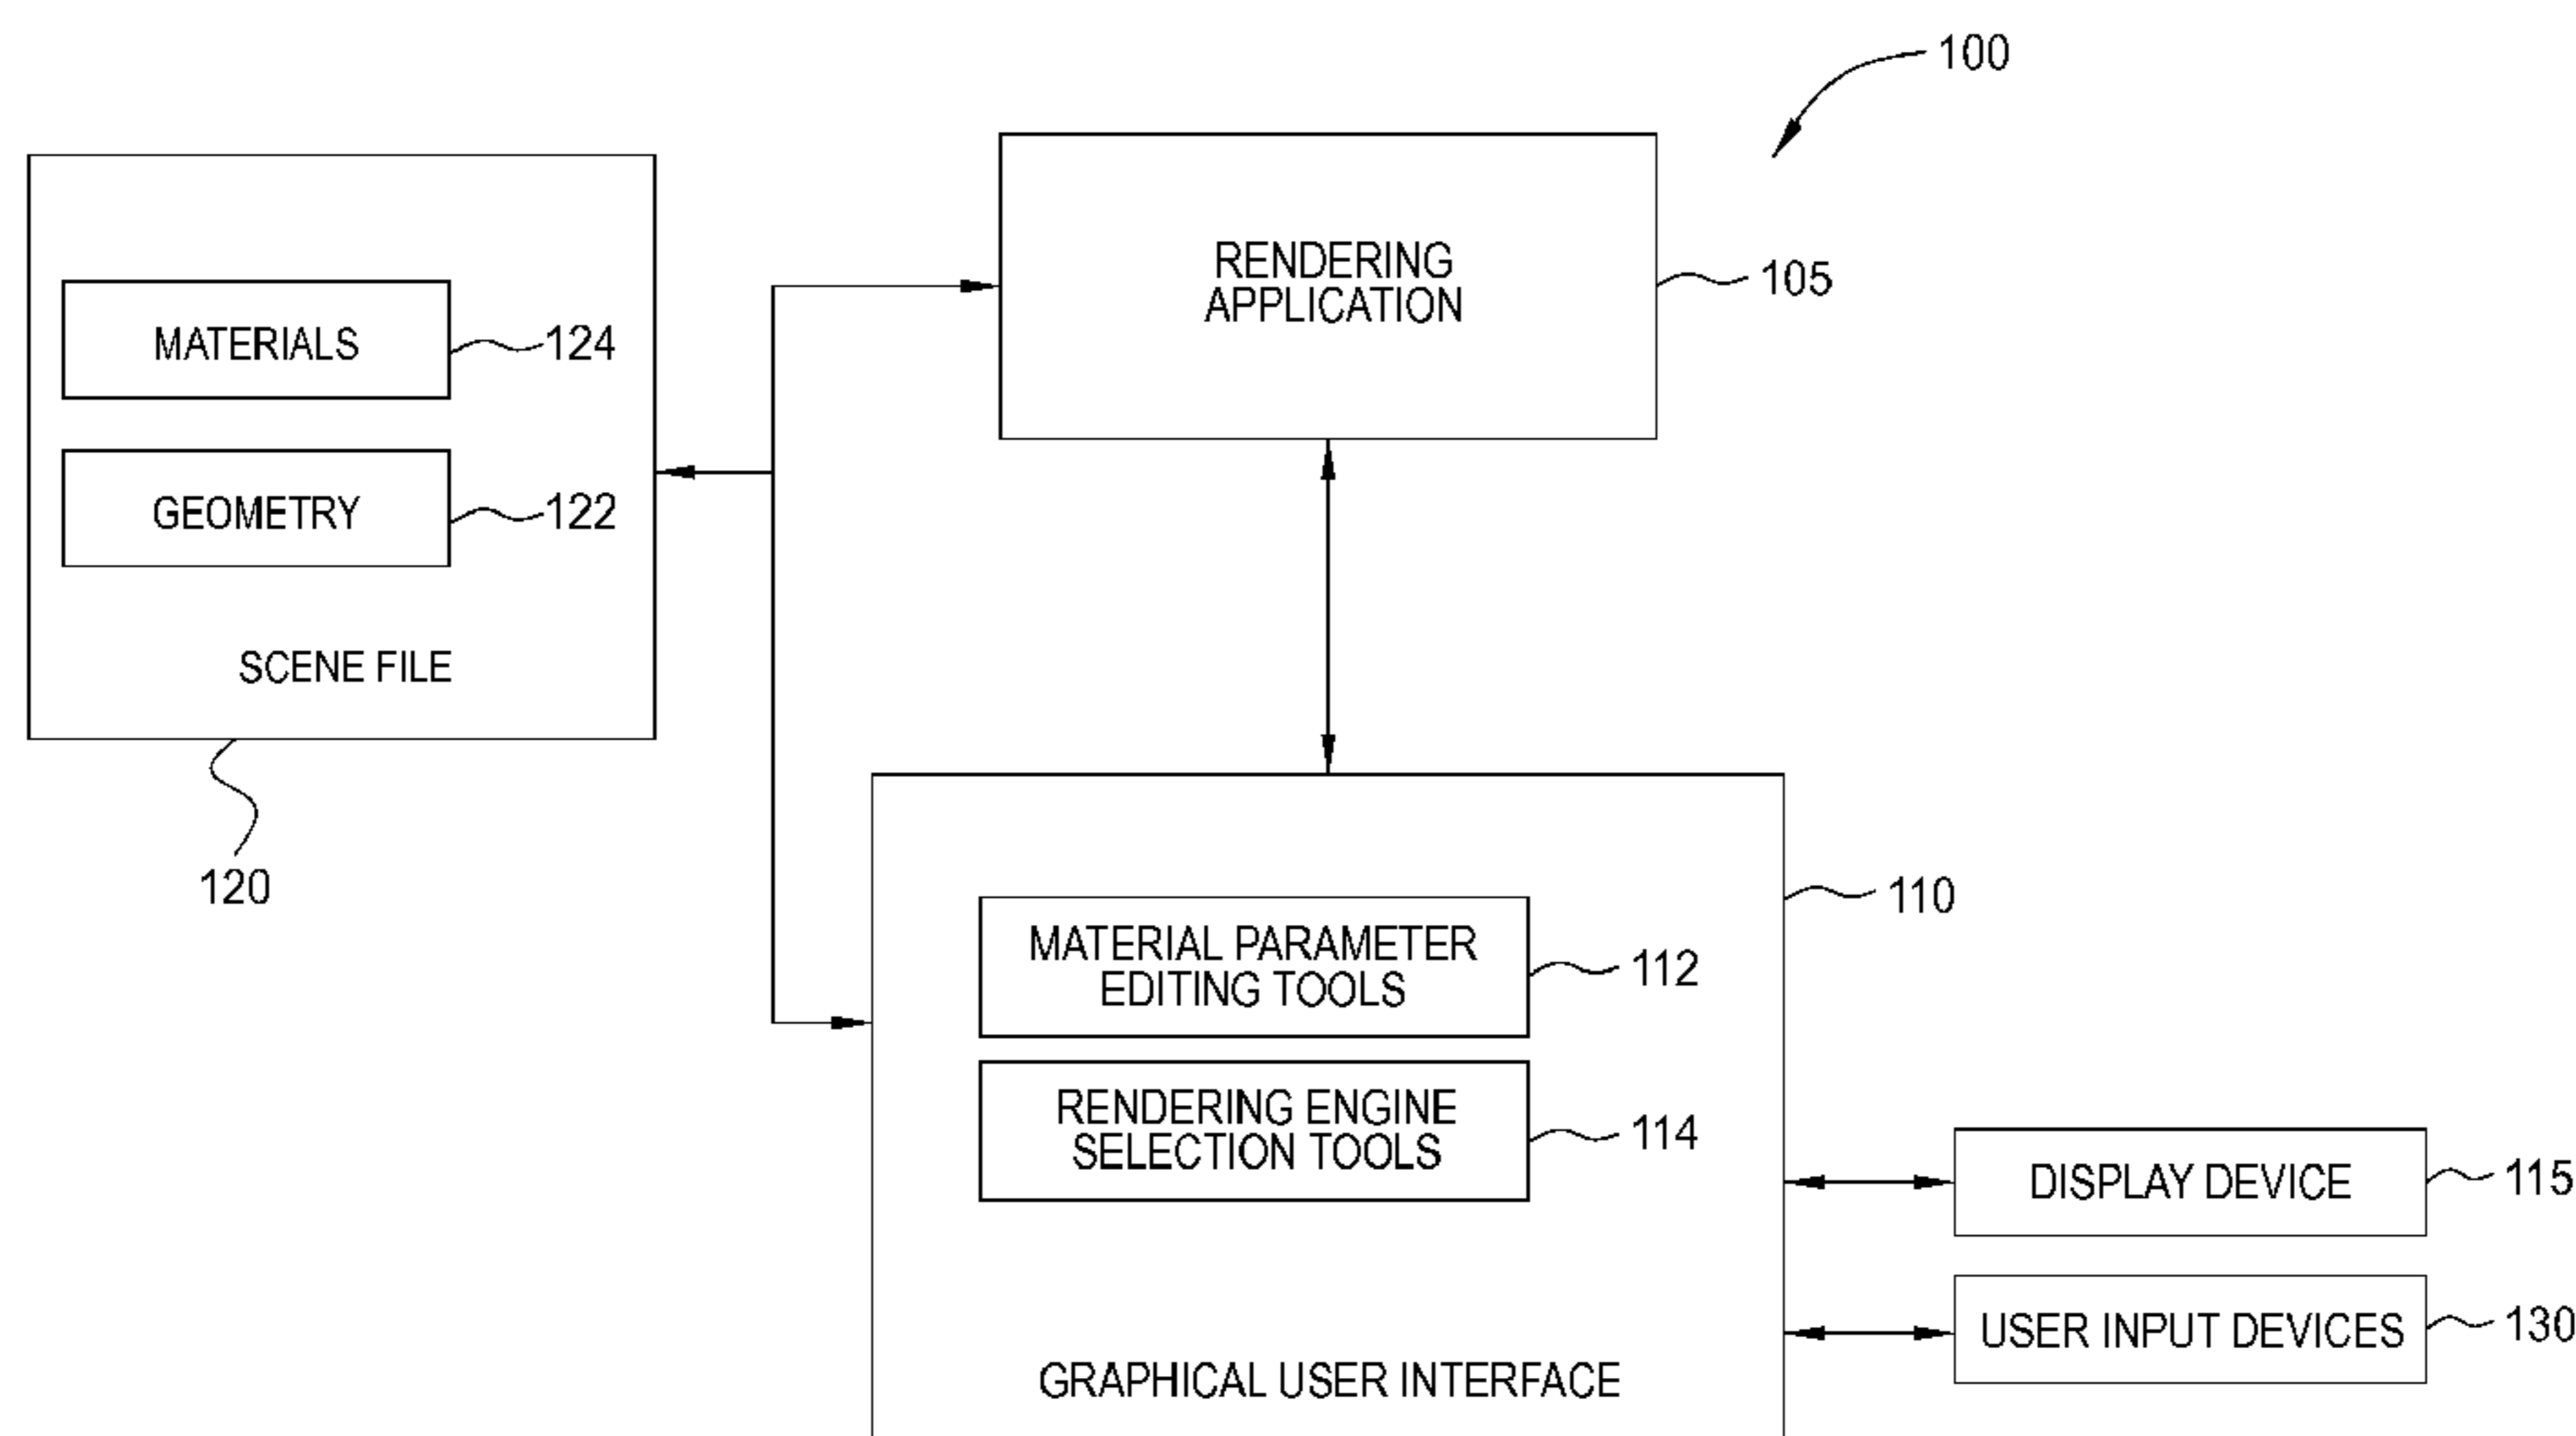 100
RENDERING
APPLICATION
105
MATERIALS
124
GEOMETRY
122
SCENE FILE
120
110
MATERIAL PARAMETER
EDITING TOOLS
112
RENDERING ENGINE
SELECTION TOOLS
114
DISPLAY DEVICE
115
USER INPUT DEVICES
130
GRAPHICAL USER INTERFACE